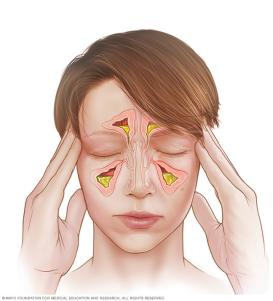 © MAYO FOUNDATION FOR MEDICAL EDUCATION AND RESEARCH. ALL RIGHTS RESERVED.